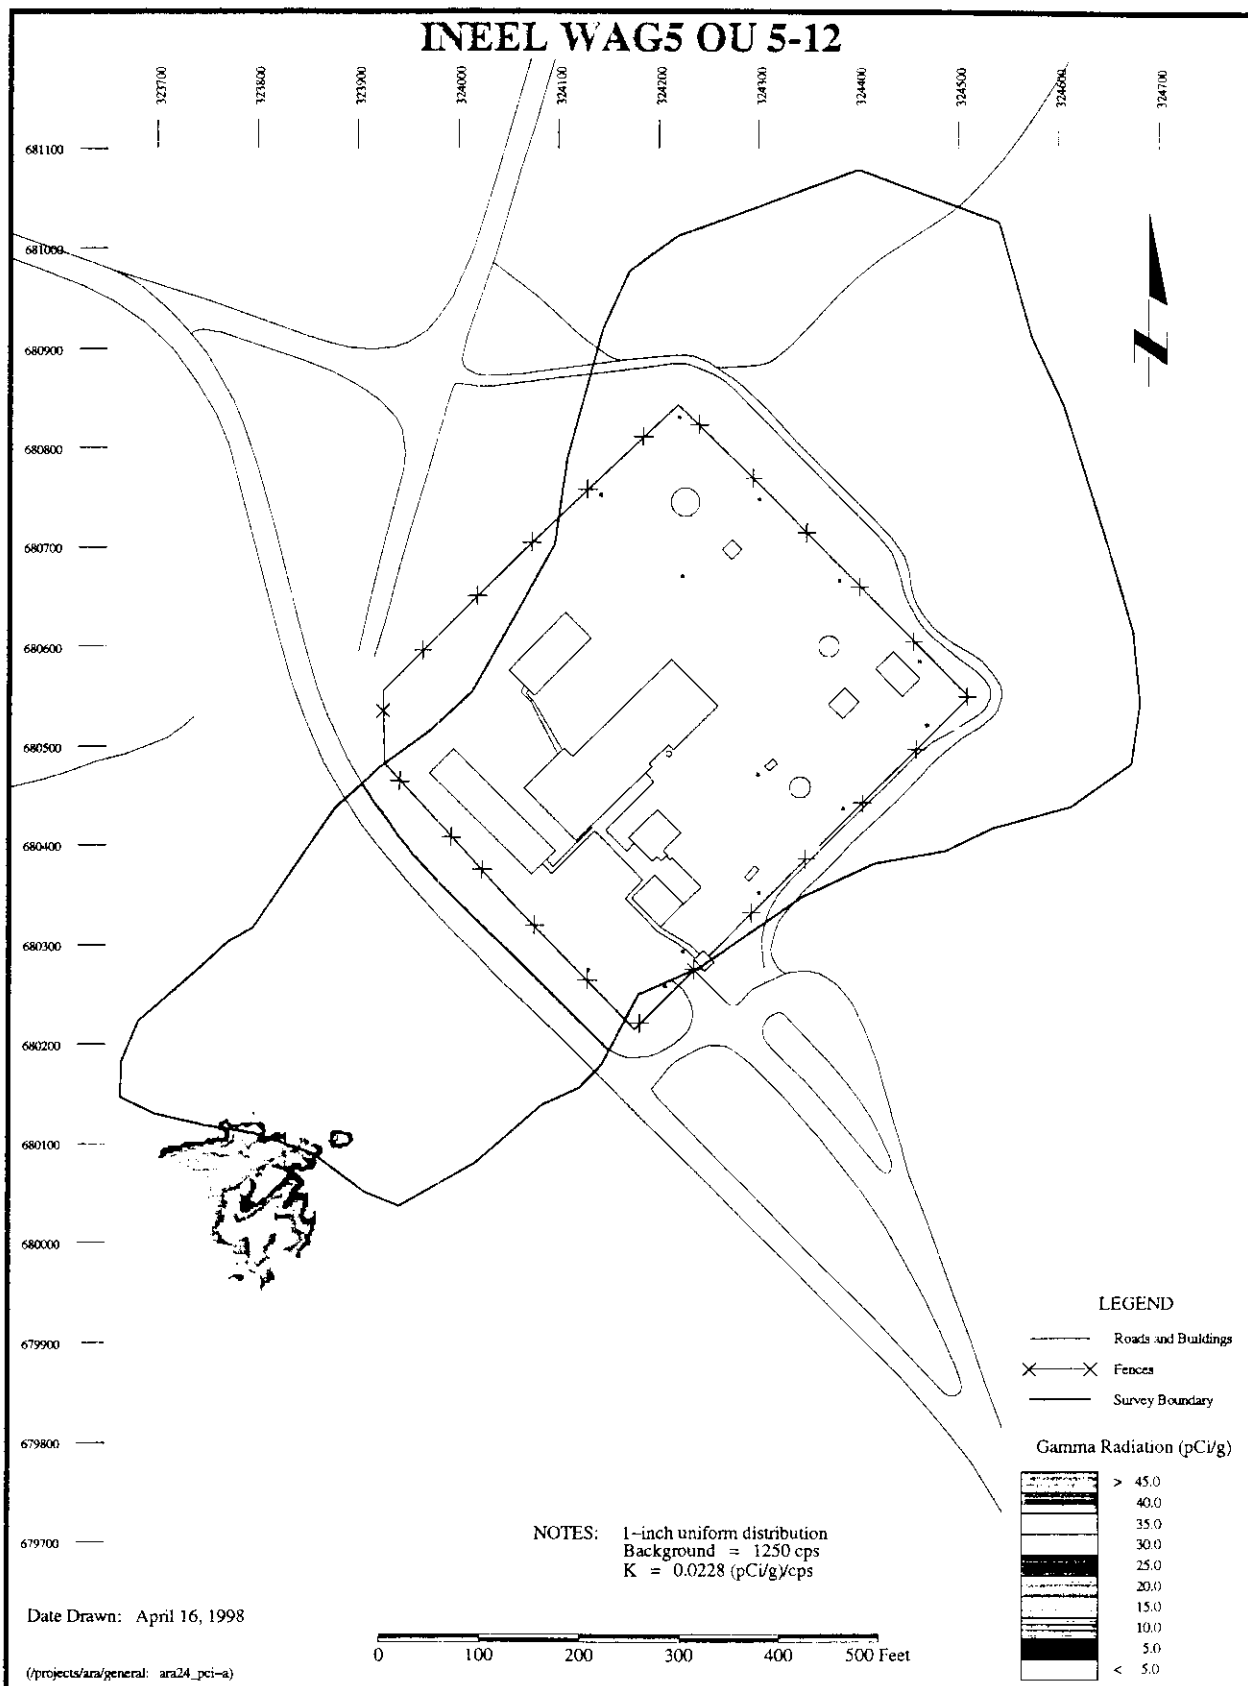 INEEL WAG5 OU 5-12
323700
323800
323900
324000
324100
324200
324300
324400
324500
324600
324700
681100
681000
680900
680800
680700
680600
680500
680400
680300
680200
680100
680000
679900
679800
679700
LEGEND
Roads and Buildings
Fences
Survey Boundary
Gamma Radiation (pCi/g)
> 45.0
40.0
35.0
30.0
25.0
20.0
15.0
10.0
5.0
< 5.0
NOTES: 1-inch uniform distribution
Background = 1250 cps
K = 0.0228 (pCi/g)/cps
Date Drawn: April 16, 1998
0 100 200 300 400 500 Feet
(/projects/ara/general: ara24_pci-a)
N